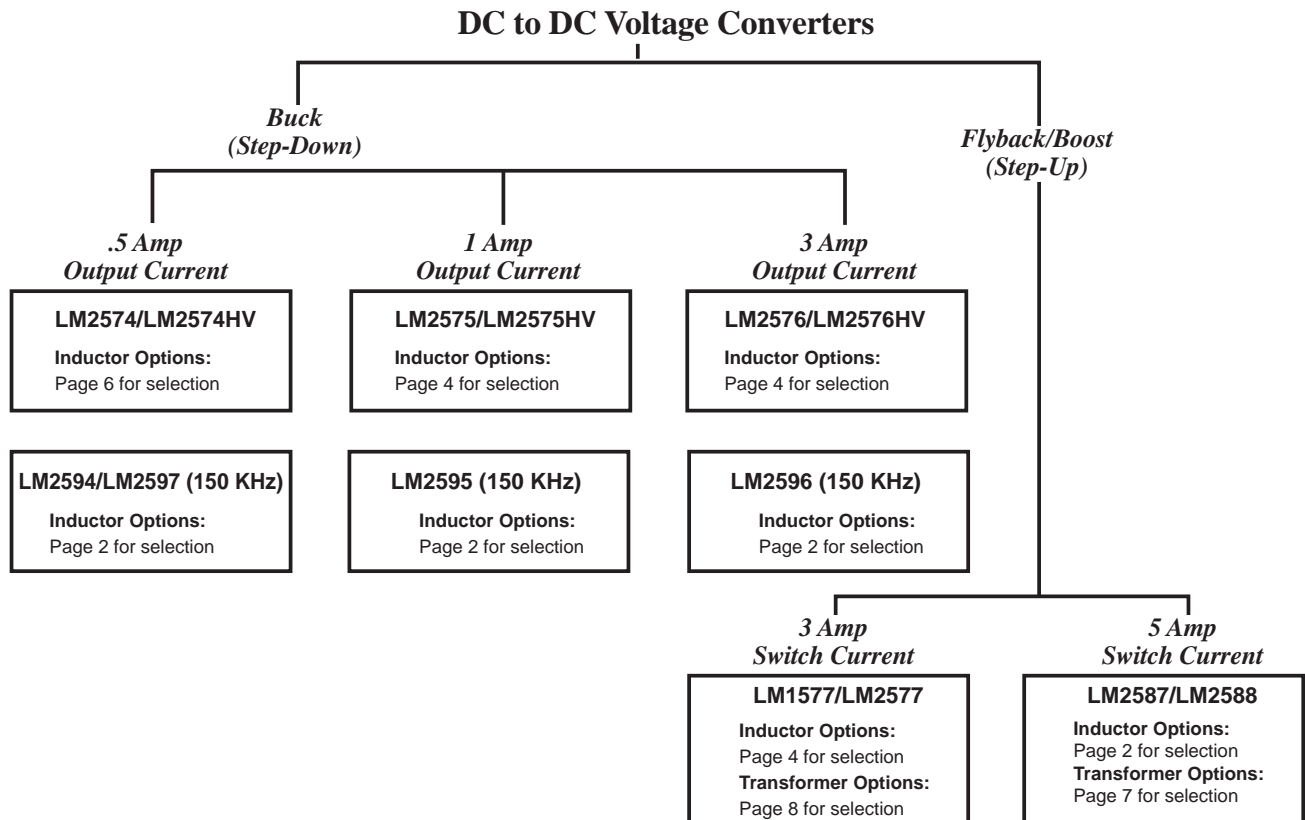 DC to DC Voltage Converters
Buck
(Step-Down)
Flyback/Boost
(Step-Up)
.5 Amp
Output Current
1 Amp
Output Current
3 Amp
Output Current
LM2574/LM2574HV
Inductor Options:
Page 6 for selection
LM2575/LM2575HV
Inductor Options:
Page 4 for selection
LM2576/LM2576HV
Inductor Options:
Page 4 for selection
LM2594/LM2597 (150 KHz)
Inductor Options:
Page 2 for selection
LM2595 (150 KHz)
Inductor Options:
Page 2 for selection
LM2596 (150 KHz)
Inductor Options:
Page 2 for selection
3 Amp
Switch Current
5 Amp
Switch Current
LM1577/LM2577
Inductor Options:
Page 4 for selection
Transformer Options:
Page 8 for selection
LM2587/LM2588
Inductor Options:
Page 2 for selection
Transformer Options:
Page 7 for selection